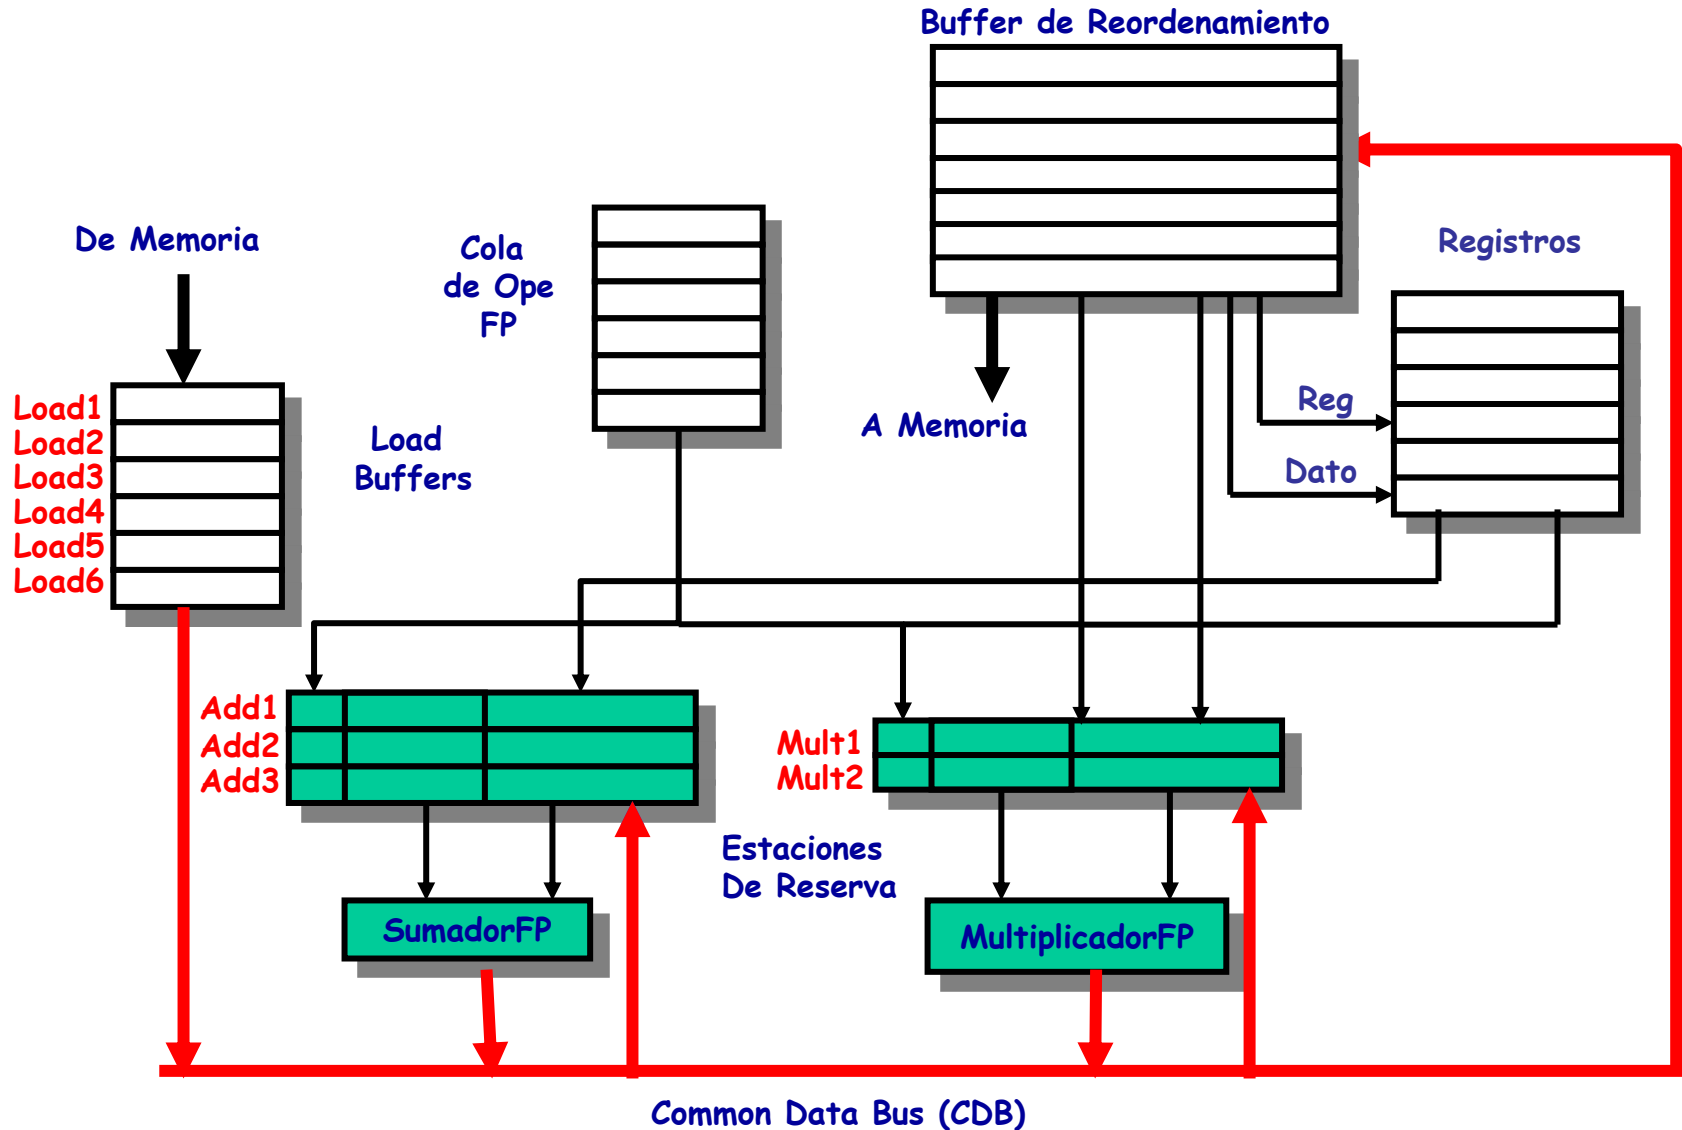 Buffer de Reordenamiento
De Memoria
Cola
de Ope
FP
Registros
Load1
Load2
Load3
Load4
Load5
Load6
Load
Buffers
A Memoria
Reg
Dato
Add1
Add2
Add3
Mult1
Mult2
Estaciones
De Reserva
SumadorFP
MultiplicadorFP
Common Data Bus (CDB)